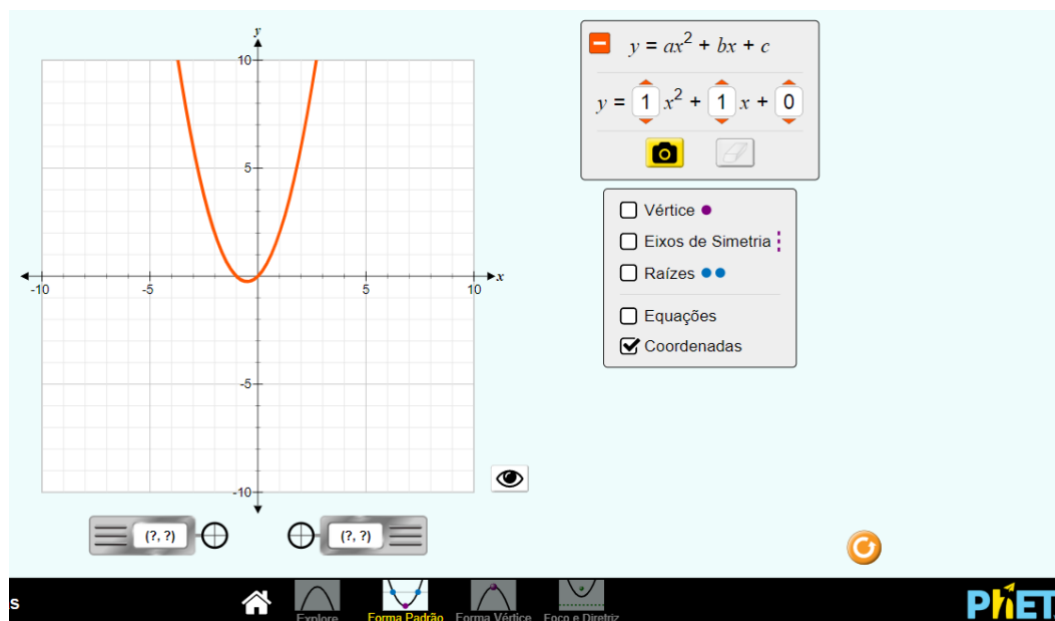 y
10
5
-10
-5
5
10
x
-5
-10
(?, ?)
(?, ?)
y = ax² + bx + c
y = 1 x² + 1 x + 0
Vértice
Eixos de Simetria
Raízes
Equações
Coordenadas
s
Explore
Forma Padrão
Forma Vértice
Foco e Diretriz
PhET